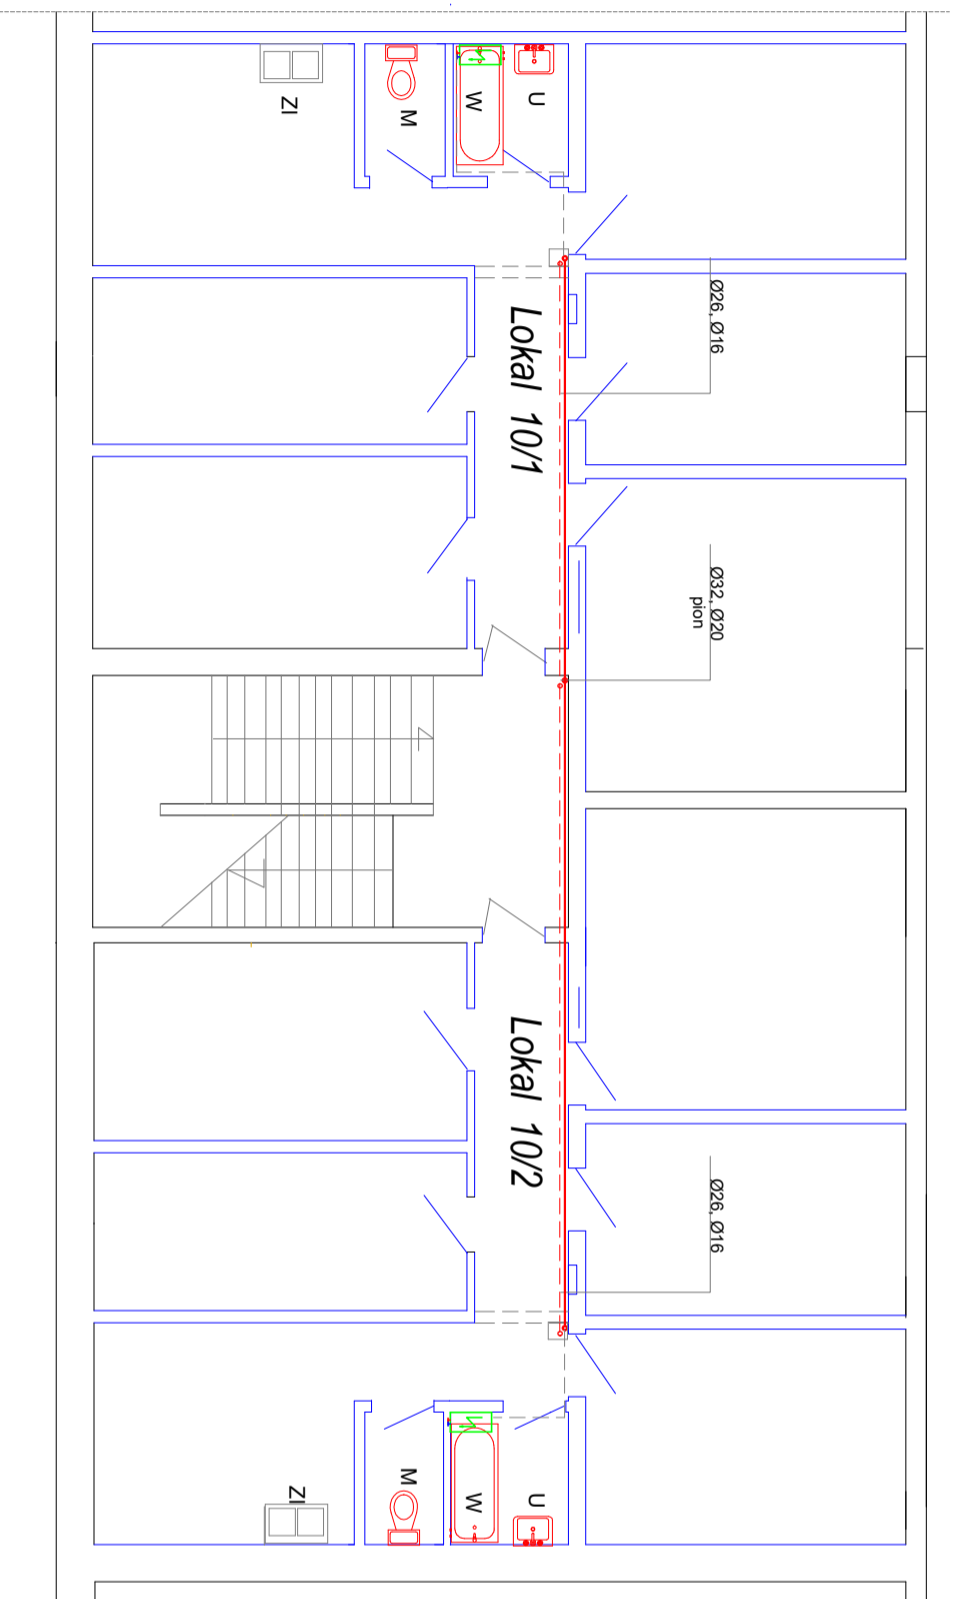 ZI
M
W
U
Lokal 10/1
Ø26, Ø16
Ø32, Ø20
pion
Lokal 10/2
Ø26, Ø16
ZI
M
W
U